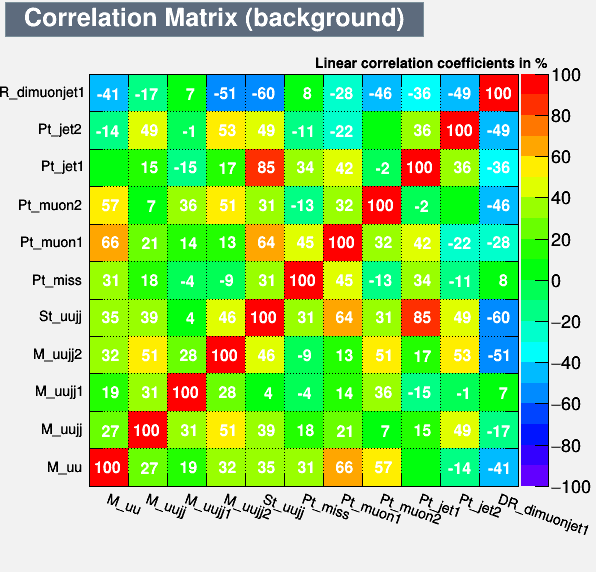 Correlation Matrix (background)
Linear correlation coefficients in %
R_dimuonjet1 -41 -17 7 -51 -60 8 -28 -46 -36 -49 100 100
Pt_jet2 -14 49 -1 53 49 -11 -22 36 100 -49 80
Pt_jet1 15 -15 17 85 34 42 -2 100 36 -36 60
Pt_muon2 57 7 36 51 31 -13 32 100 -2 -46 40
Pt_muon1 66 21 14 13 64 45 100 32 42 -22 -28 20
Pt_miss 31 18 -4 -9 31 100 45 -13 34 -11 8 0
St_uujj 35 39 4 46 100 31 64 31 85 49 -60 -20
M_uujj2 32 51 28 100 46 -9 13 51 17 53 -51 -40
M_uujj1 19 31 100 28 4 -4 14 36 -15 -1 7 -60
M_uujj 27 100 31 51 39 18 21 7 15 49 -17 -80
M_uu 100 27 19 32 35 31 66 57 -14 -41 -100
M_uu M_uujj M_uujj1 M_uujj2 St_uujj Pt_miss Pt_muon1 Pt_muon2 Pt_jet1 Pt_jet2 DR_dimuonjet1